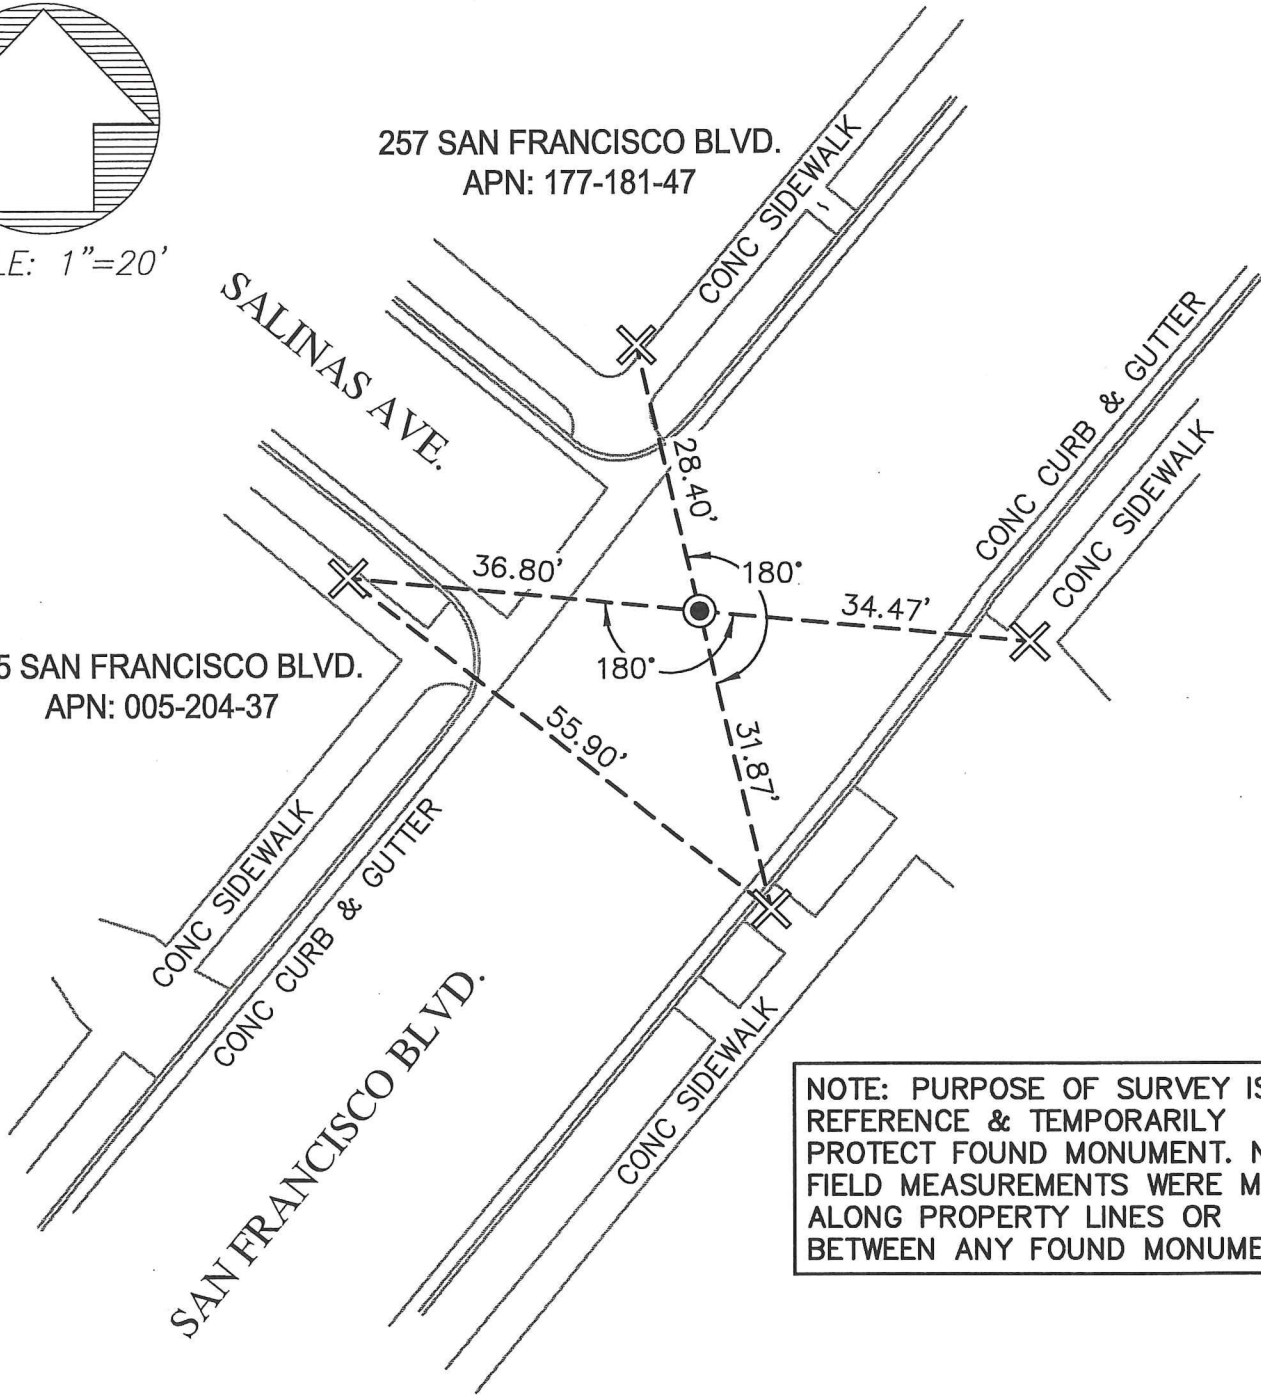 257 SAN FRANCISCO BLVD.
APN: 177-181-47
CONC SIDEWALK
LE: 1"=20'
SALINAS AVE.
CONC CURB & GUTTER
CONC SIDEWALK
28.40'
36.80'
180°
34.47'
180°
5 SAN FRANCISCO BLVD.
APN: 005-204-37
55.90'
31.87'
CONC SIDEWALK
CONC CURB & GUTTER
SAN FRANCISCO BLVD.
CONC SIDEWALK
NOTE: PURPOSE OF SURVEY IS
REFERENCE & TEMPORARILY
PROTECT FOUND MONUMENT. N
FIELD MEASUREMENTS WERE M
ALONG PROPERTY LINES OR
BETWEEN ANY FOUND MONUME